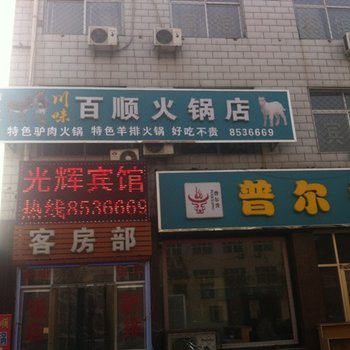 川味 百顺火锅店
特色驴肉火锅 特色羊排火锅 好吃不贵 8536669
光辉宾馆
热线8536669
客房部
普尔